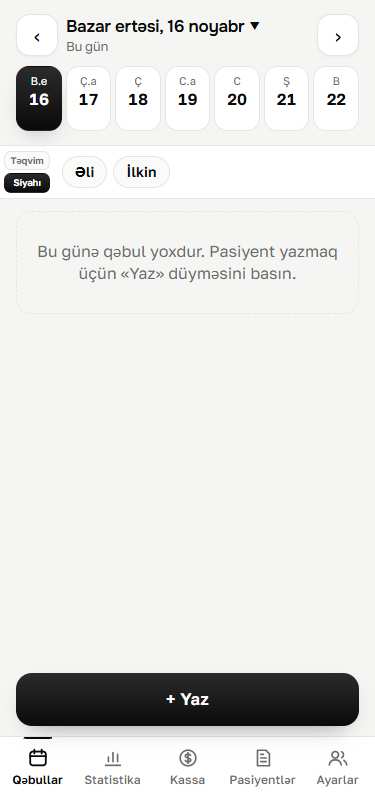 ‹
Bazar ertəsi, 16 noyabr ▼
Bu gün
›
B.e Ç.a Ç C.a C Ş B
16 17 18 19 20 21 22
Təqvim
Siyahı
Əli İlkin
Bu günə qəbul yoxdur. Pasiyent yazmaq
üçün «Yaz» düyməsini basın.
+ Yaz
Qəbullar Statistika Kassa Pasiyentlər Ayarlar